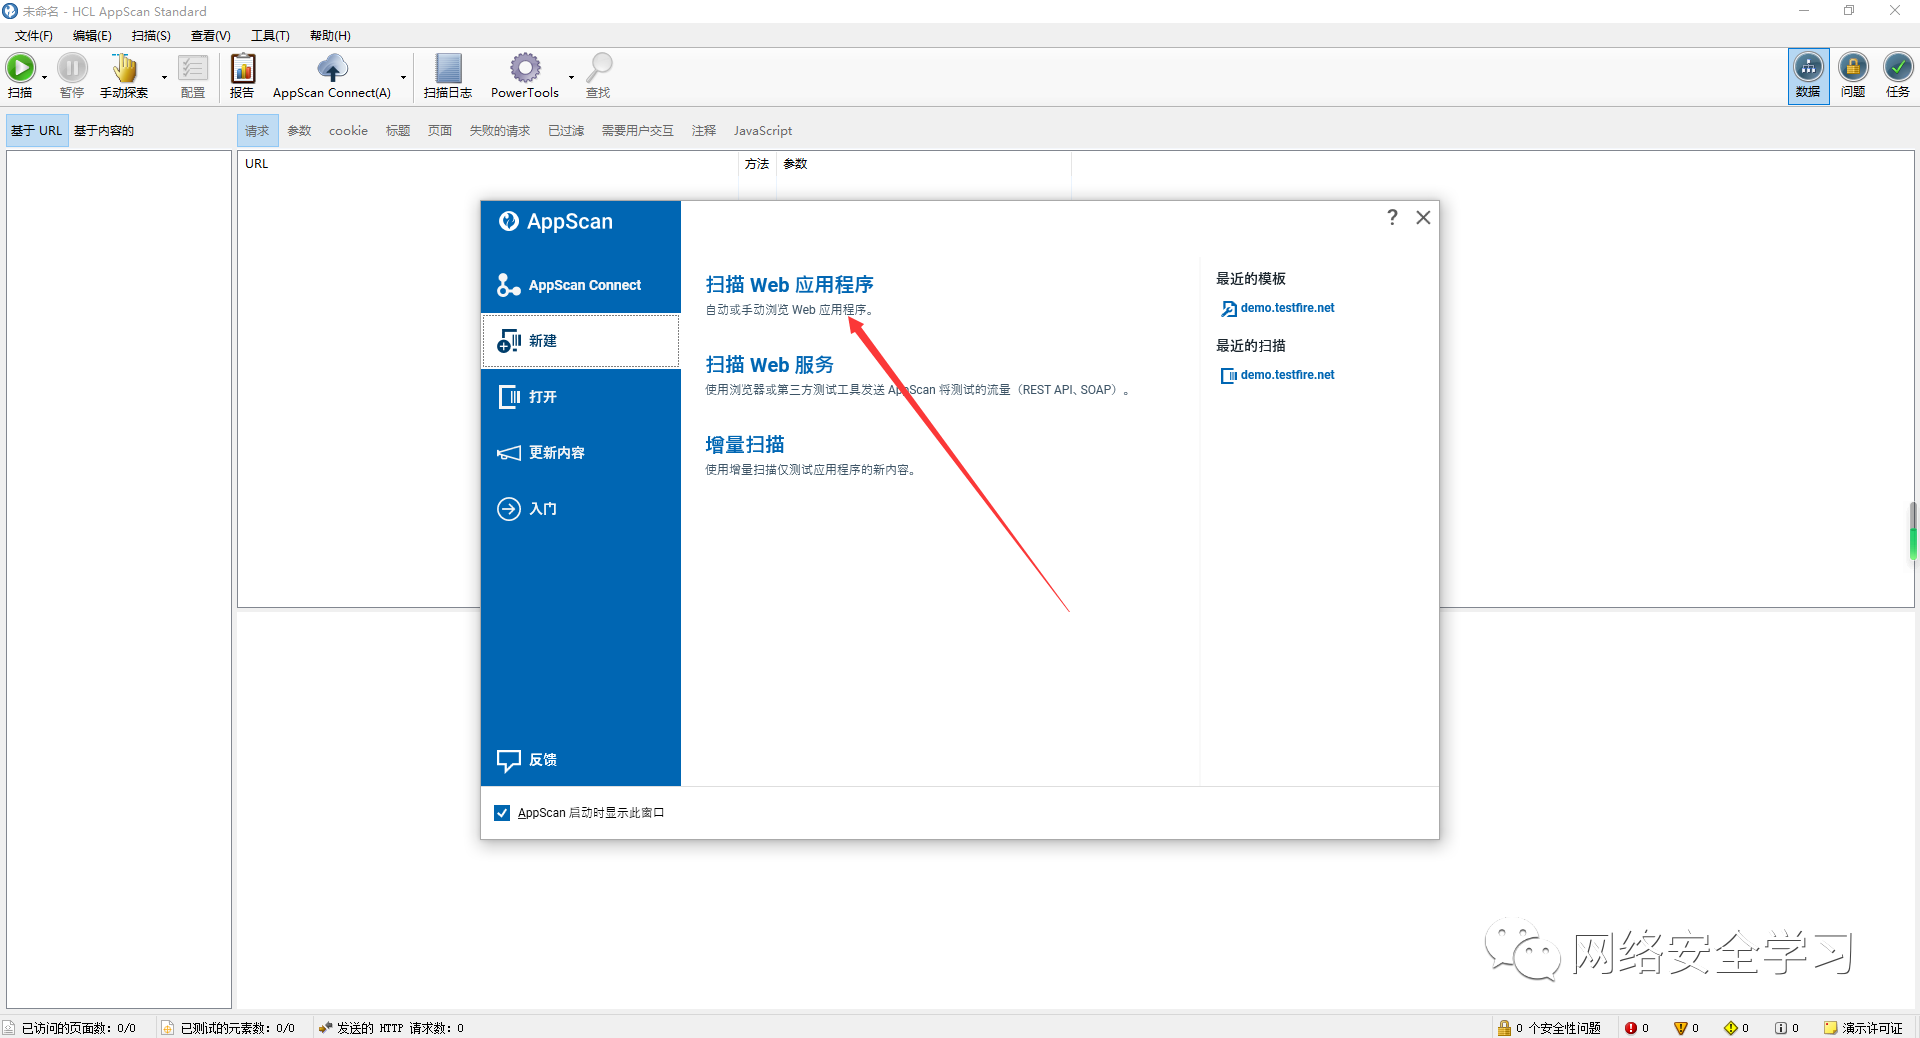 未命名 - HCL AppScan Standard
文件(F) 编辑(E) 扫描(S) 查看(V) 工具(T) 帮助(H)
扫描 暂停 手动探索 配置 报告 AppScan Connect(A) 扫描日志 PowerTools 查找 数据 问题 任务
基于 URL 基于内容的 请求 参数 cookie 标题 页面 失败的请求 已过滤 需要用户交互 注释 JavaScript
URL 方法 参数
AppScan
AppScan Connect
新建
打开
更新内容
入门
反馈
扫描 Web 应用程序
自动或手动浏览 Web 应用程序。
扫描 Web 服务
使用浏览器或第三方测试工具发送 AppScan 将测试的流量（REST API、SOAP）。
增量扫描
使用增量扫描仅测试应用程序的新内容。
?
最近的模板
demo.testfire.net
最近的扫描
demo.testfire.net
AppScan 启动时显示此窗口
网络安全学习
已访问的页面数: 0/0 已测试的元素数: 0/0 发送的 HTTP 请求数: 0 0 个安全性问题 0 0 0 0 演示许可证